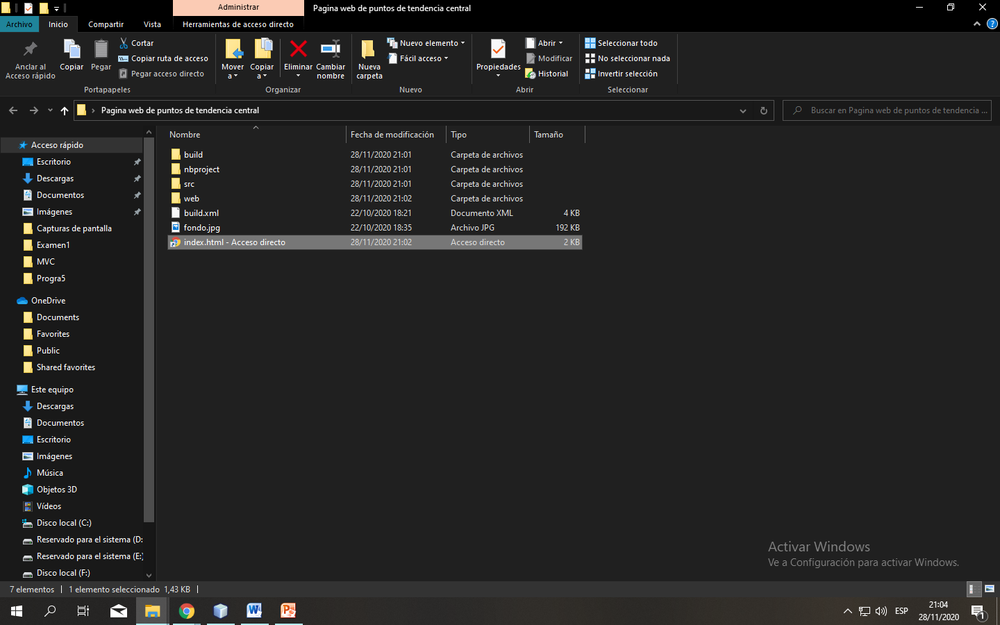 Administrar
Pagina web de puntos de tendencia central
Archivo
Inicio
Compartir
Vista
Herramientas de acceso directo
Anclar al
Acceso rápido
Copiar
Pegar
Cortar
Copiar ruta de acceso
Pegar acceso directo
Portapapeles
Mover
a
Copiar
a
Eliminar
Cambiar
nombre
Organizar
Nueva
carpeta
Nuevo elemento
Fácil acceso
Nuevo
Propiedades
Abrir
Modificar
Historial
Abrir
Seleccionar todo
No seleccionar nada
Invertir selección
Seleccionar
Pagina web de puntos de tendencia central
Buscar en Pagina web de puntos de tendencia ...
Acceso rápido
Escritorio
Descargas
Documentos
Imágenes
Capturas de pantalla
Examen1
MVC
Progra5
OneDrive
Documents
Favorites
Public
Shared favorites
Este equipo
Descargas
Documentos
Escritorio
Imágenes
Música
Objetos 3D
Vídeos
Disco local (C:)
Reservado para el sistema (D:
Reservado para el sistema (E:)
Disco local (F:)
Nombre Fecha de modificación Tipo Tamaño
build 28/11/2020 21:01 Carpeta de archivos
nbproject 28/11/2020 21:01 Carpeta de archivos
src 28/11/2020 21:01 Carpeta de archivos
web 28/11/2020 21:02 Carpeta de archivos
build.xml 22/10/2020 18:21 Documento XML 4 KB
fondo.jpg 22/10/2020 18:35 Archivo JPG 192 KB
index.html - Acceso directo 28/11/2020 21:02 Acceso directo 2 KB
Activar Windows
Ve a Configuración para activar Windows.
7 elementos 1 elemento seleccionado 1,43 KB
ESP
21:04
28/11/2020
1